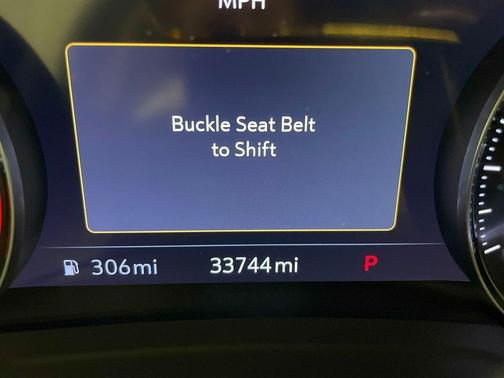 MPH
Buckle Seat Belt
to Shift
306mi 33744mi P